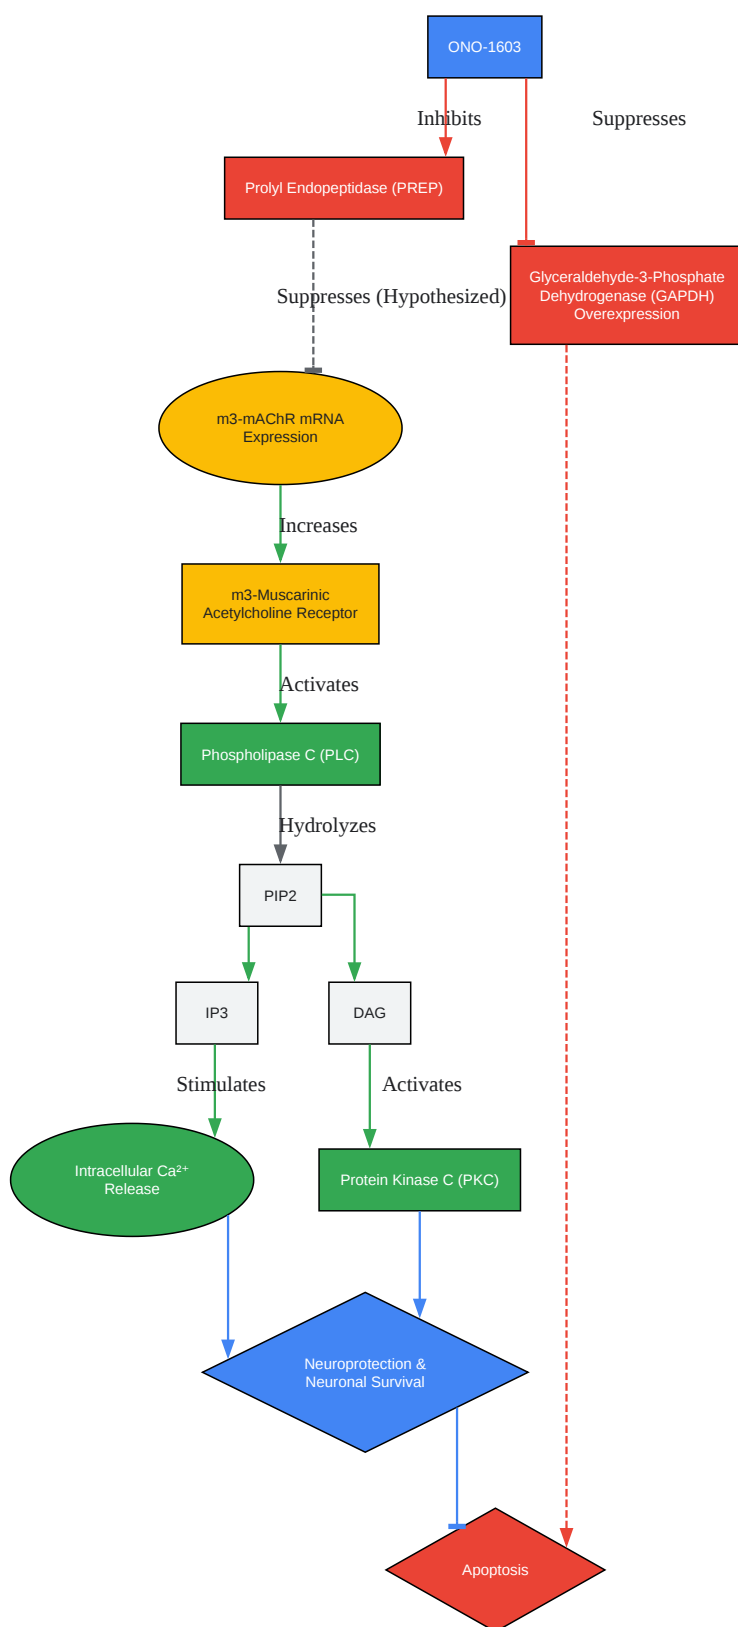 ONO-1603
Inhibits
Suppresses
Prolyl Endopeptidase (PREP)
Glyceraldehyde-3-Phosphate
Dehydrogenase (GAPDH)
Overexpression
Suppresses (Hypothesized)
m3-mAChR mRNA
Expression
Increases
m3-Muscarinic
Acetylcholine Receptor
Activates
Phospholipase C (PLC)
Hydrolyzes
PIP2
IP3
DAG
Stimulates
Activates
Intracellular Ca²⁺
Release
Protein Kinase C (PKC)
Neuroprotection &
Neuronal Survival
Apoptosis